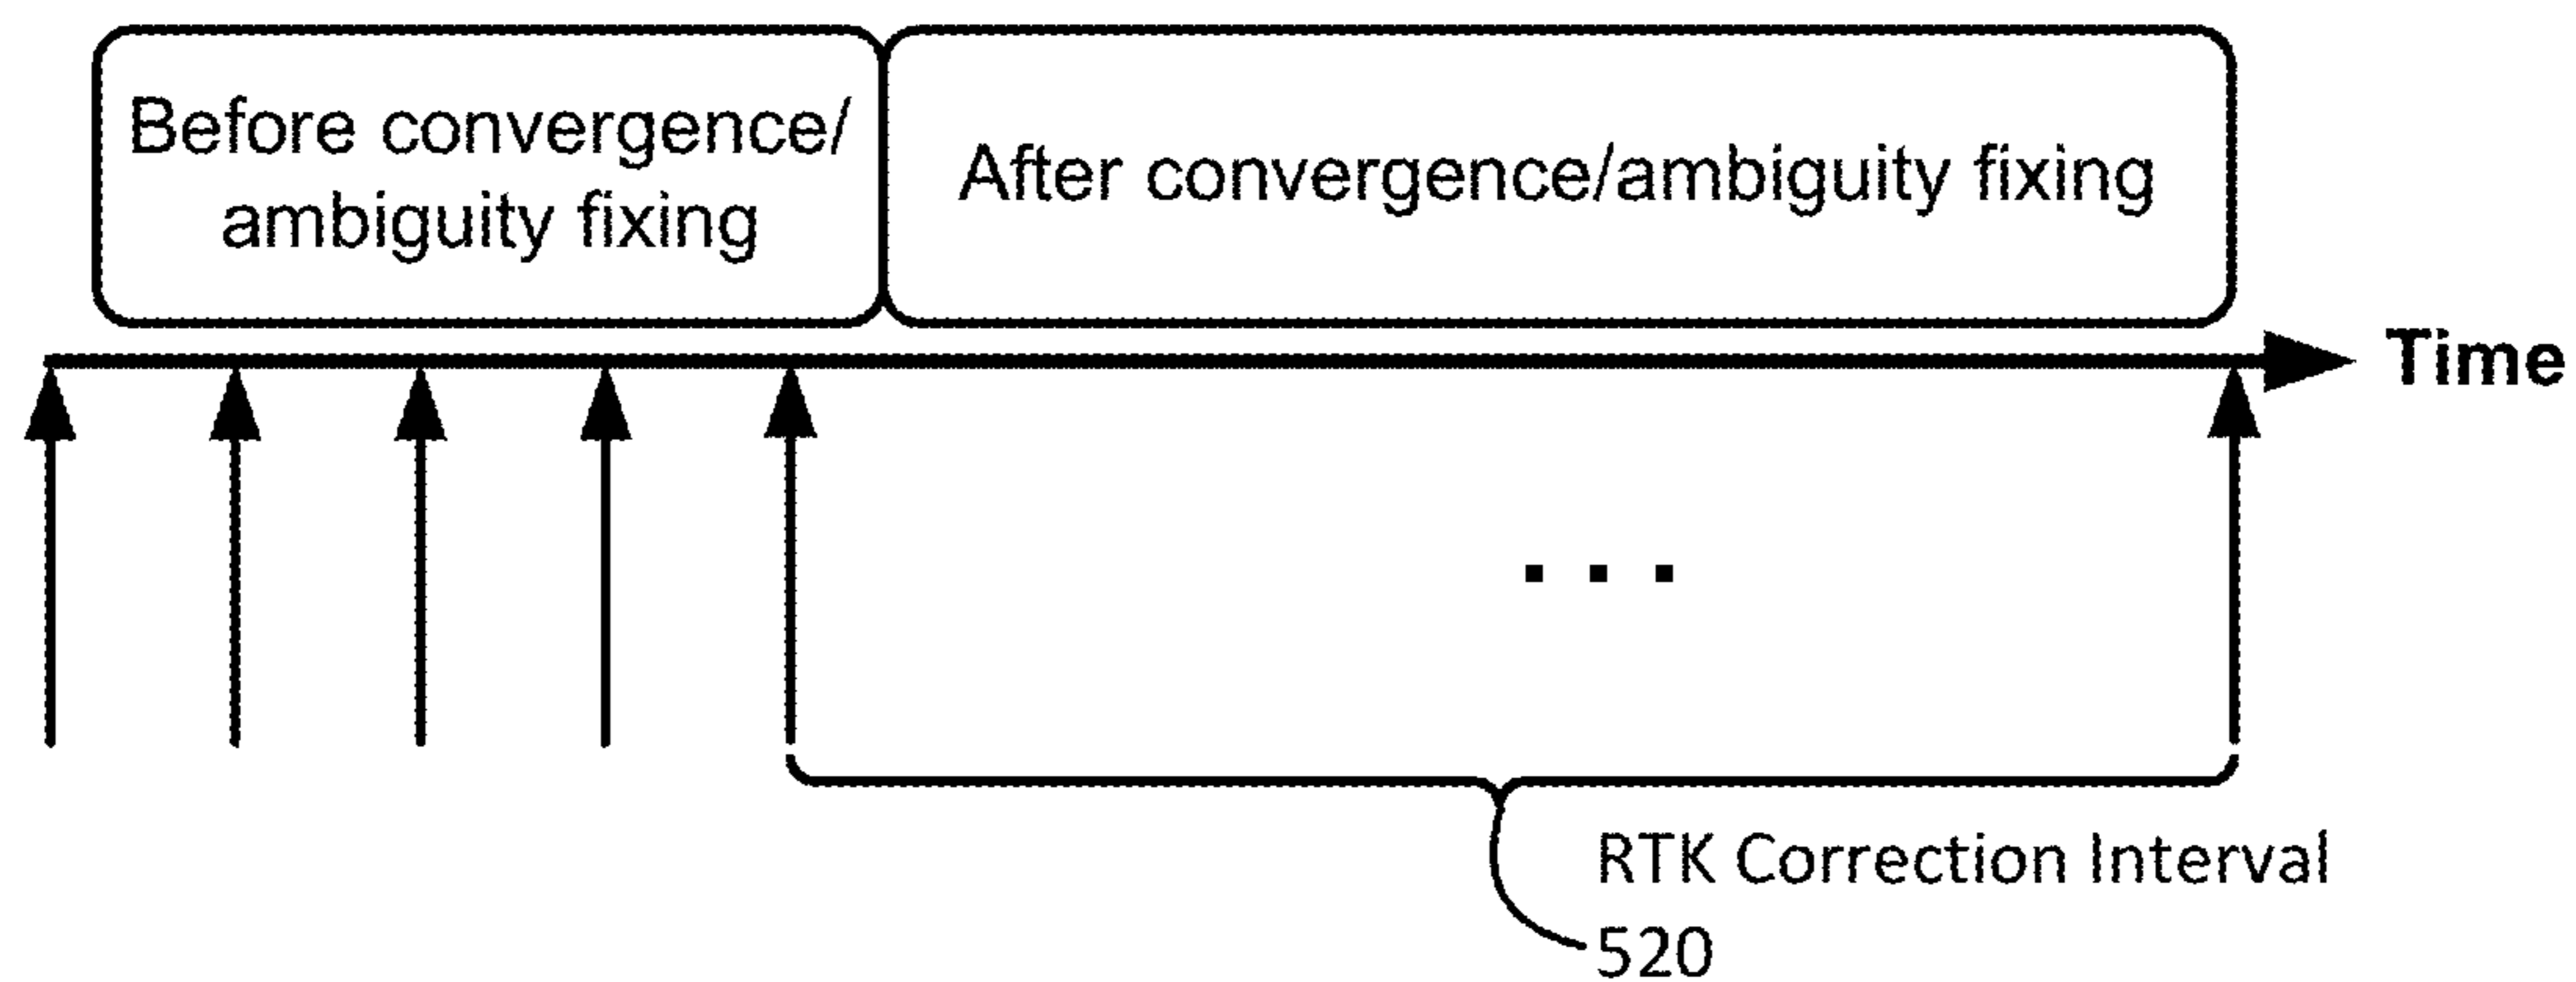 Before convergence/
ambiguity fixing
After convergence/ambiguity fixing
Time
. . .
RTK Correction Interval
520